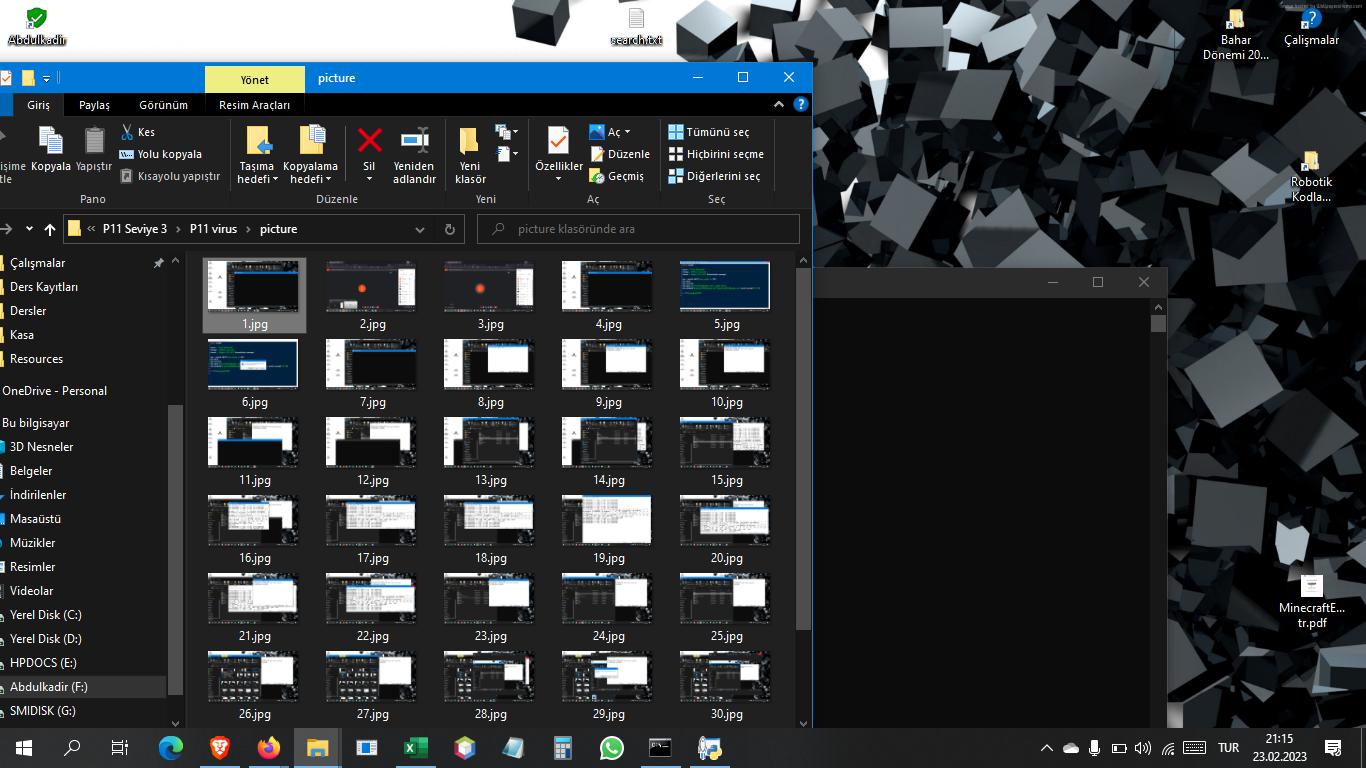 Abdulkadir
search.txt
Bahar
Dönemi 20...
Çalışmalar
Yönet
picture
Giriş
Paylaş
Görünüm
Resim Araçları
Kopyala
Yapıştır
Kes
Yolu kopyala
Kısayolu yapıştır
Taşıma
hedefi
Kopyalama
hedefi
Sil
Yeniden
adlandır
Yeni
klasör
Özellikler
Aç
Düzenle
Geçmiş
Tümünü seç
Hiçbirini seçme
Diğerlerini seç
Pano
Düzenle
Yeni
Aç
Seç
Robotik
Kodla...
« P11 Seviye 3 › P11 virus › picture
picture klasöründe ara
Çalışmalar
Ders Kayıtları
Dersler
Kasa
Resources
OneDrive - Personal
Bu bilgisayar
3D Nesneler
Belgeler
İndirilenler
Masaüstü
Müzikler
Resimler
Videolar
Yerel Disk (C:)
Yerel Disk (D:)
HPDOCS (E:)
Abdulkadir (F:)
SMIDISK (G:)
1.jpg 2.jpg 3.jpg 4.jpg 5.jpg
6.jpg 7.jpg 8.jpg 9.jpg 10.jpg
11.jpg 12.jpg 13.jpg 14.jpg 15.jpg
16.jpg 17.jpg 18.jpg 19.jpg 20.jpg
21.jpg 22.jpg 23.jpg 24.jpg 25.jpg
26.jpg 27.jpg 28.jpg 29.jpg 30.jpg
MinecraftE...
tr.pdf
TUR
21:15
23.02.2023